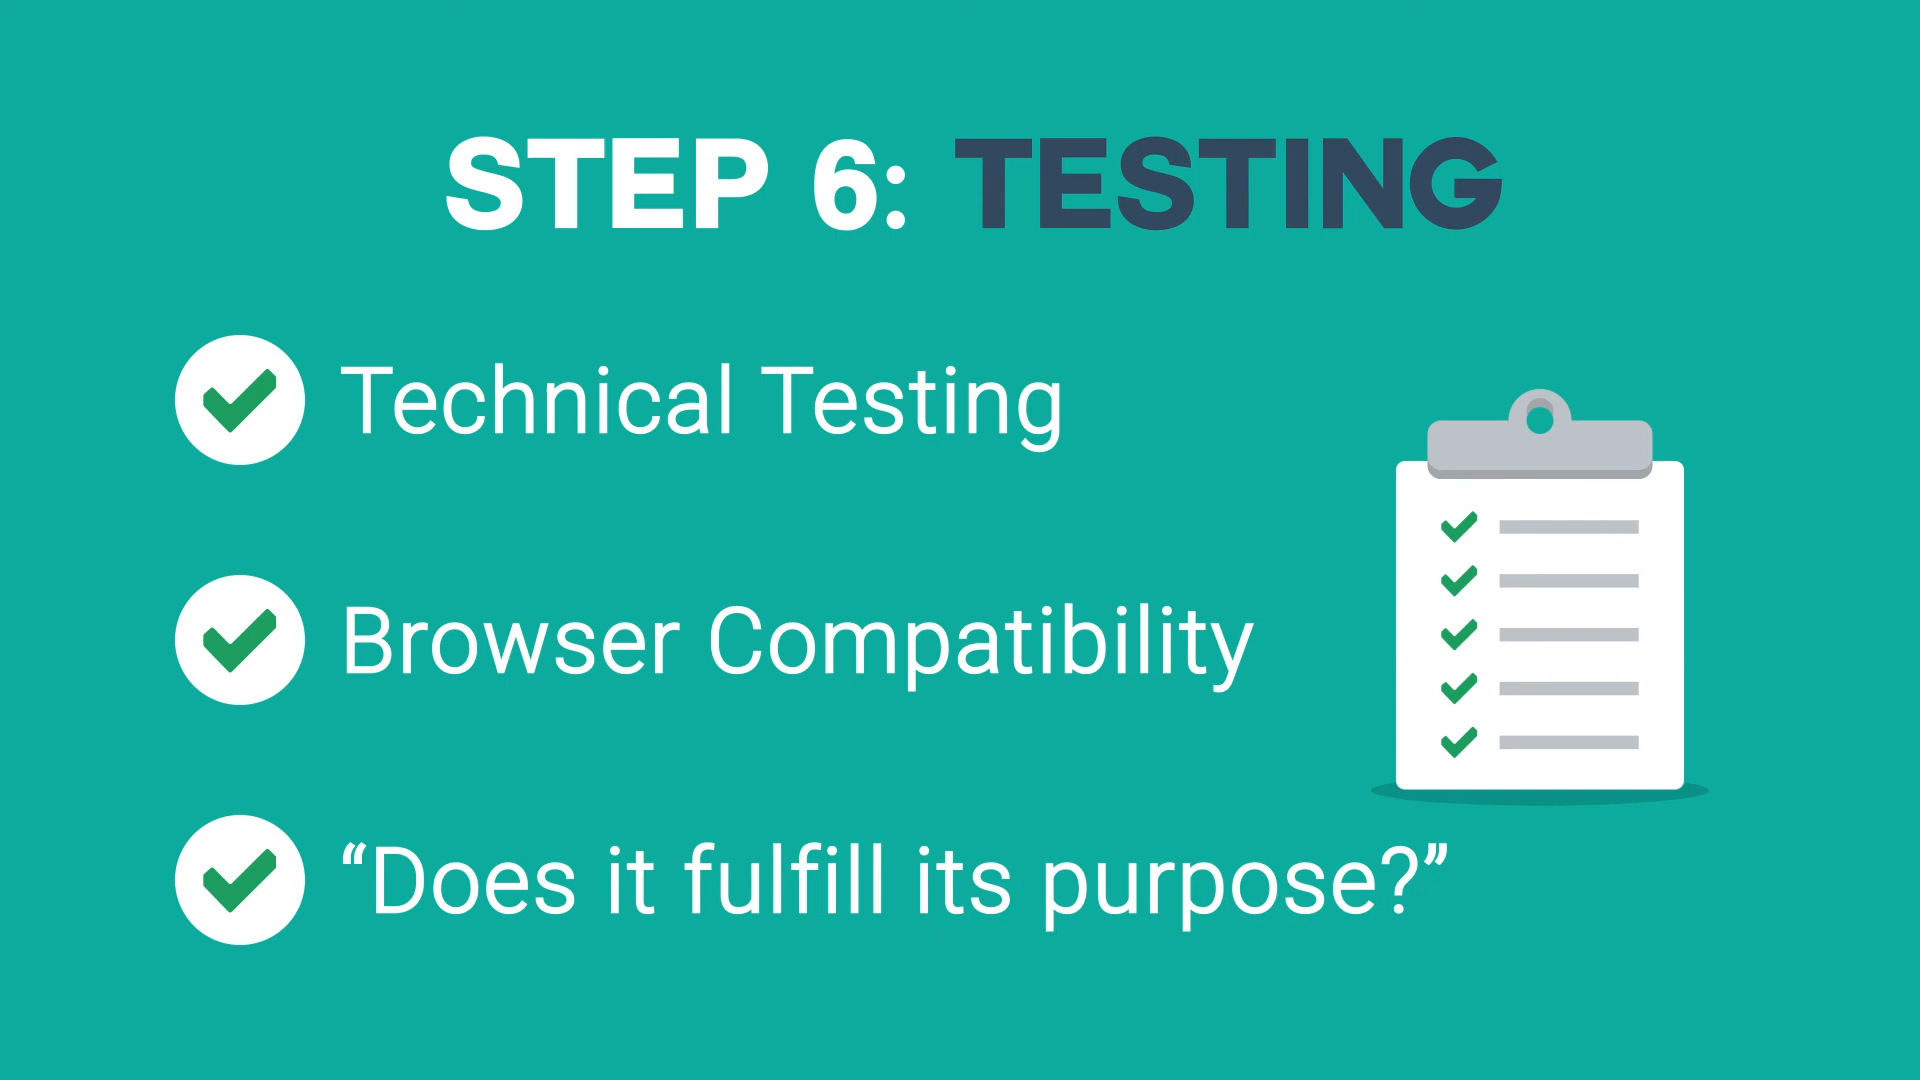 STEP 6: TESTING
Technical Testing
Browser Compatibility
“Does it fulfill its purpose?”